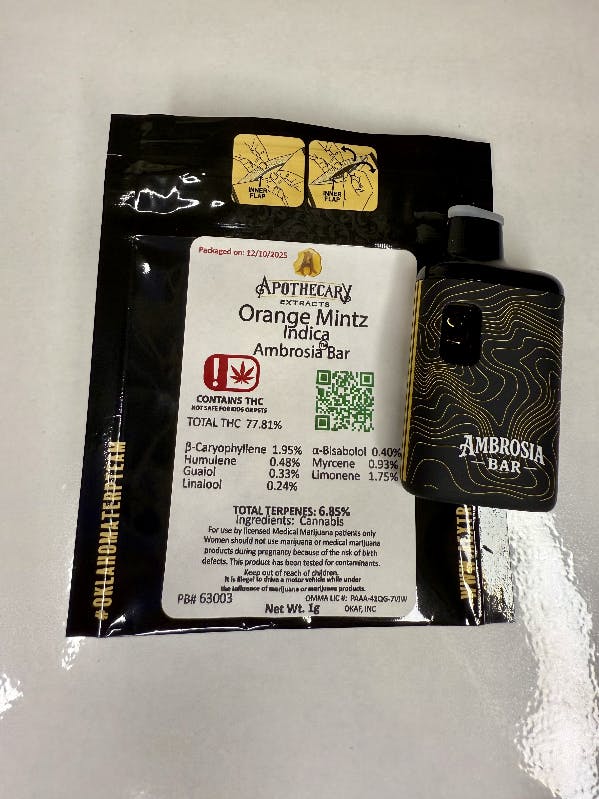 INNER FLAP
INNER FLAP
Packaged on: 12/10/2025
A
APOTHECARY
EXTRACTS
Orange Mintz
Indica
Ambrosia Bar
CONTAINS THC
NOT SAFE FOR KIDS OR PETS
TOTAL THC 77.81%
β-Caryophyllene 1.95% α-Bisabolol 0.40%
Humulene 0.48% Myrcene 0.93%
Guaiol 0.33% Limonene 1.75%
Linalool 0.24%
TOTAL TERPENES: 6.85%
Ingredients: Cannabis
For use by licensed Medical Marijuana patients only
Women should not use marijuana or medical marijuana
products during pregnancy because of the risk of birth
defects. This product has been tested for contaminants.
Keep out of reach of children.
It is illegal to drive a motor vehicle while under
the influence of marijuana or marijuana products.
PB# 63003 OMMA LIC #: PAAA-41QG-7VIW
Net Wt. 1g OKAF, INC
#OKLAHOMATERPTEAM
AMBROSIA
BAR